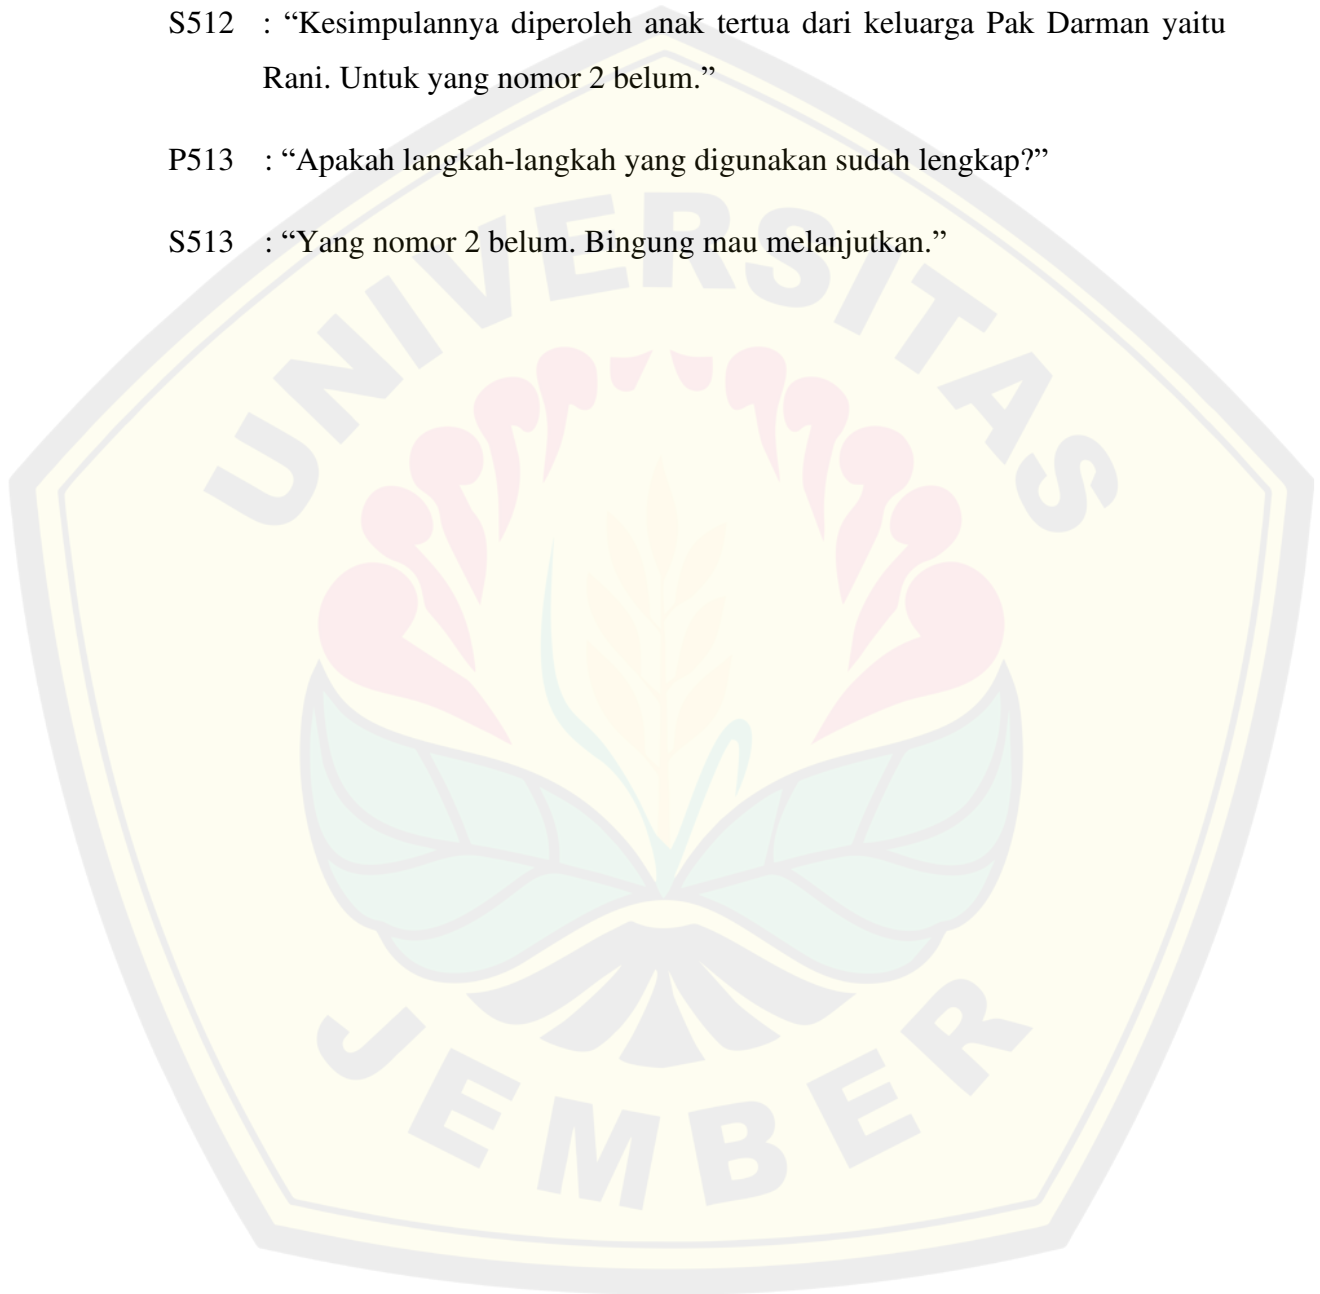 S512 : “Kesimpulannya diperoleh anak tertua dari keluarga Pak Darman yaitu
Rani. Untuk yang nomor 2 belum.”
P513 : “Apakah langkah-langkah yang digunakan sudah lengkap?”
S513 : “Yang nomor 2 belum. Bingung mau melanjutkan.”
UNIVERSITAS
JEMBER